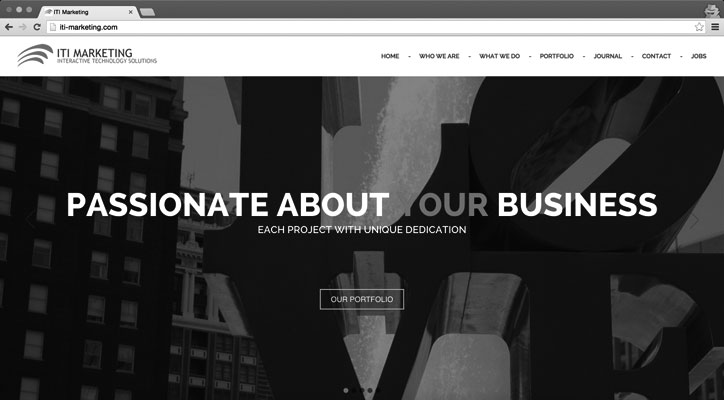 ITI Marketing
iti-marketing.com
ITI MARKETING
INTERACTIVE TECHNOLOGY SOLUTIONS
HOME - WHO WE ARE - WHAT WE DO - PORTFOLIO - JOURNAL - CONTACT - JOBS
PASSIONATE ABOUT YOUR BUSINESS
EACH PROJECT WITH UNIQUE DEDICATION
OUR PORTFOLIO